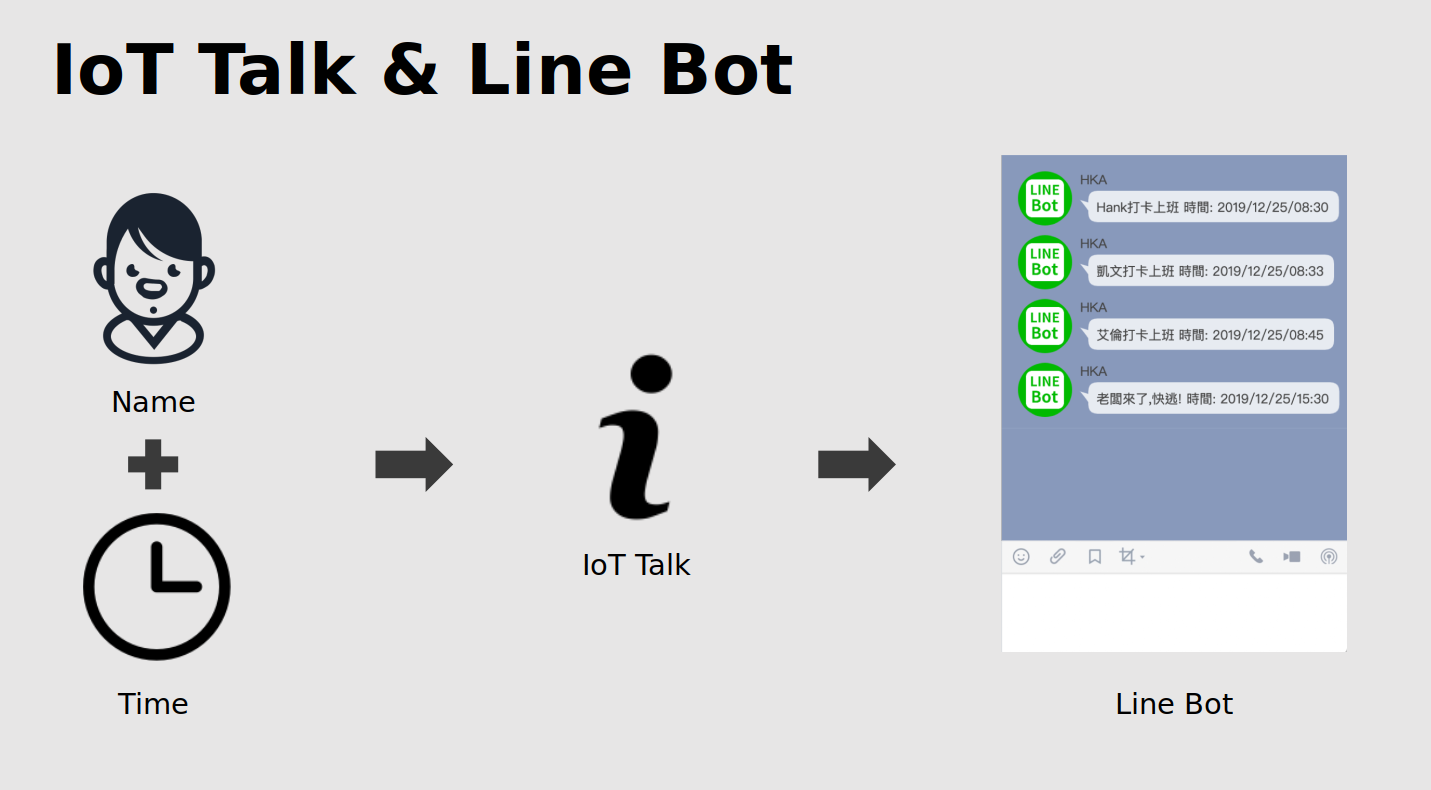 IoT Talk & Line Bot
Name
Time
IoT Talk
HKA
LINE
Bot
Hank打卡上班 時間: 2019/12/25/08:30
HKA
LINE
Bot
凱文打卡上班 時間: 2019/12/25/08:33
HKA
LINE
Bot
艾倫打卡上班 時間: 2019/12/25/08:45
HKA
LINE
Bot
老闆來了,快逃! 時間: 2019/12/25/15:30
Line Bot